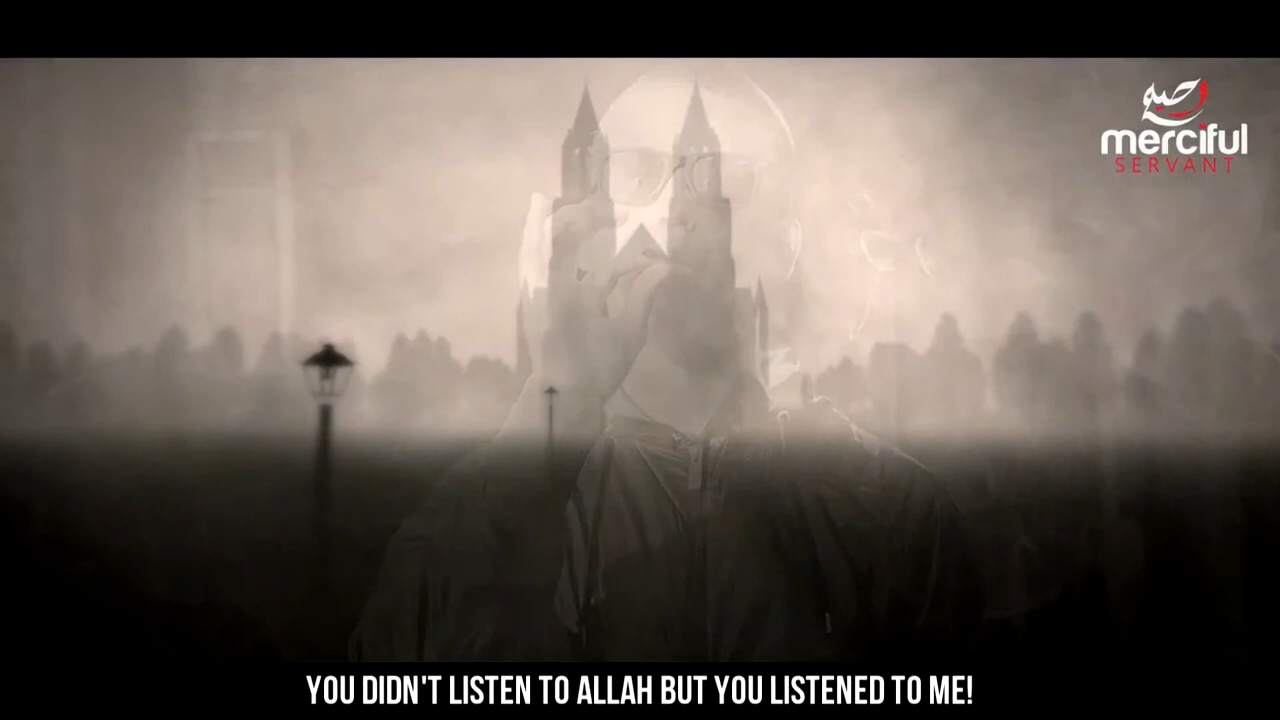 merciful
SERVANT
YOU DIDN'T LISTEN TO ALLAH BUT YOU LISTENED TO ME!